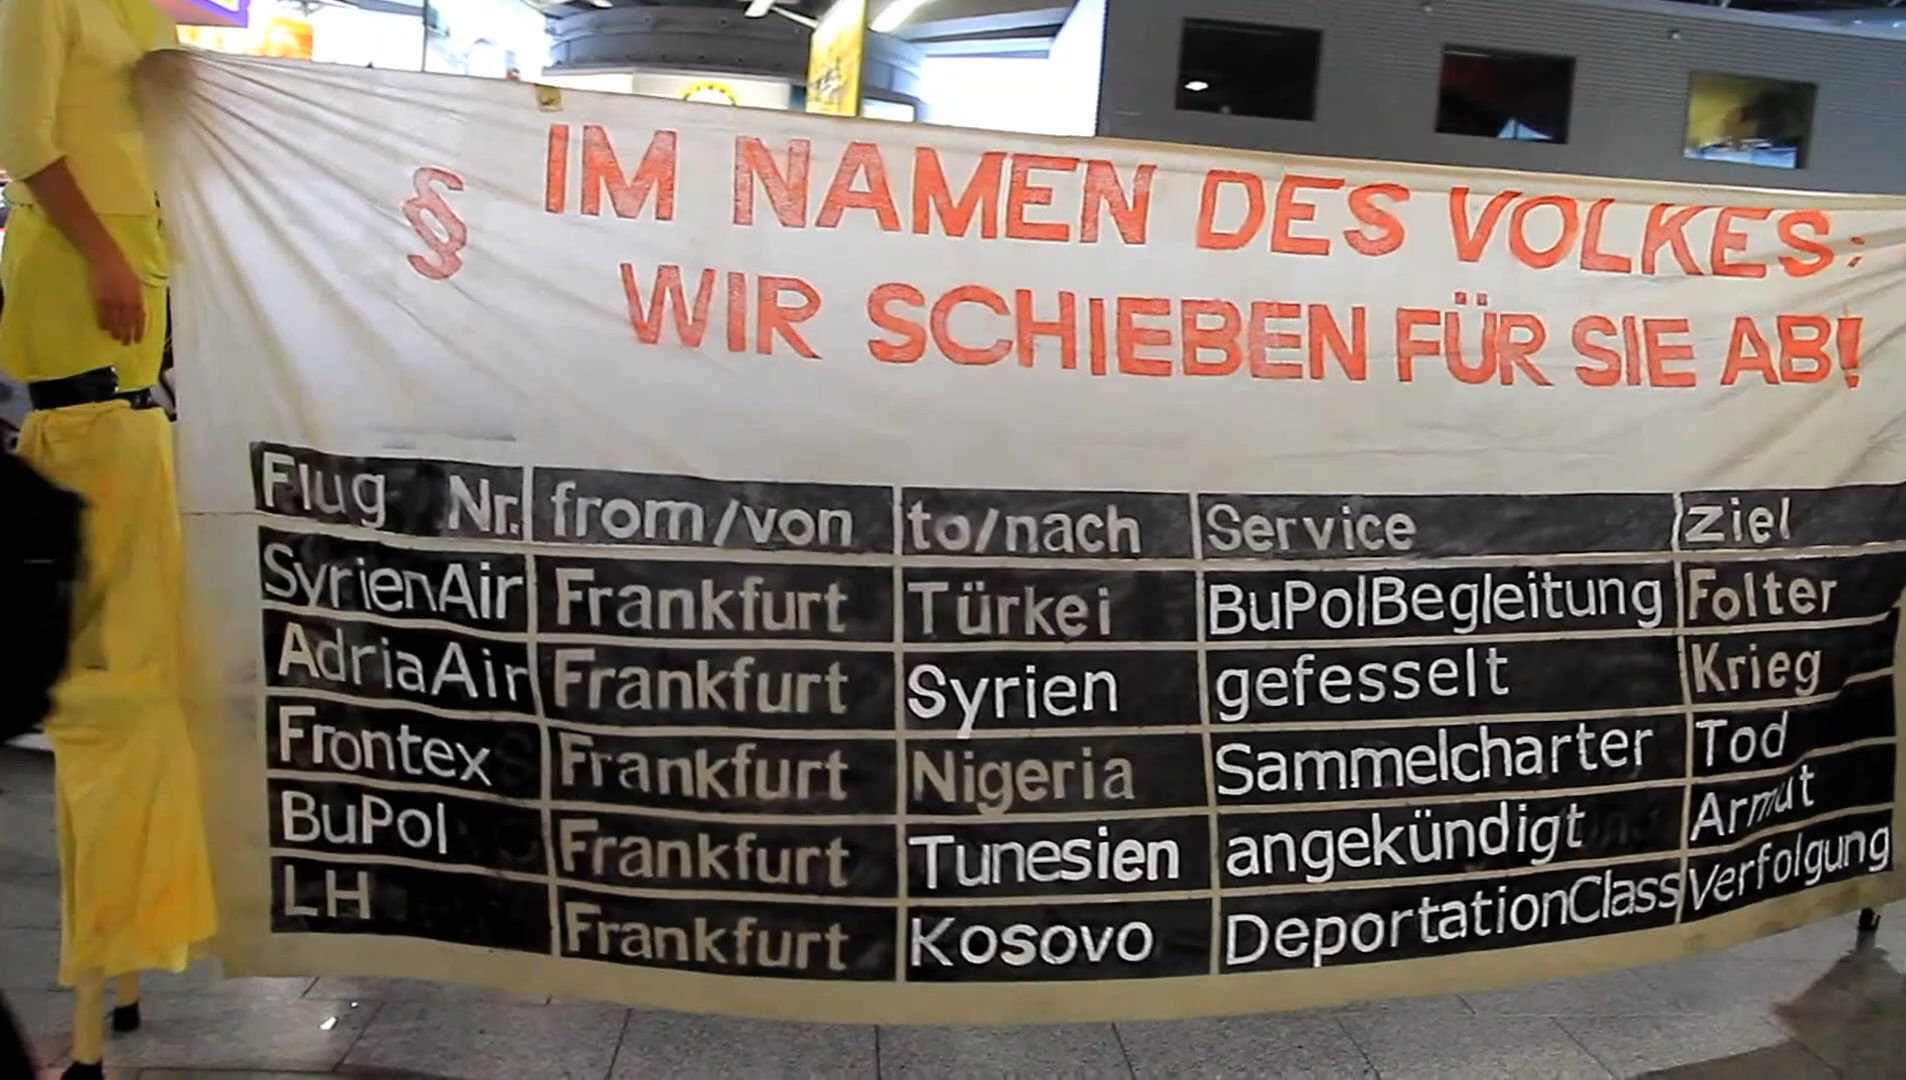 § IM NAMEN DES VOLKES:
WIR SCHIEBEN FÜR SIE AB!
Flug Nr. from/von to/nach Service Ziel
SyrienAir Frankfurt Türkei BuPolBegleitung Folter
AdriaAir Frankfurt Syrien gefesselt Krieg
Frontex Frankfurt Nigeria Sammelcharter Tod
BuPol Frankfurt Tunesien angekündigt Armut
LH Frankfurt Kosovo DeportationClass Verfolgung